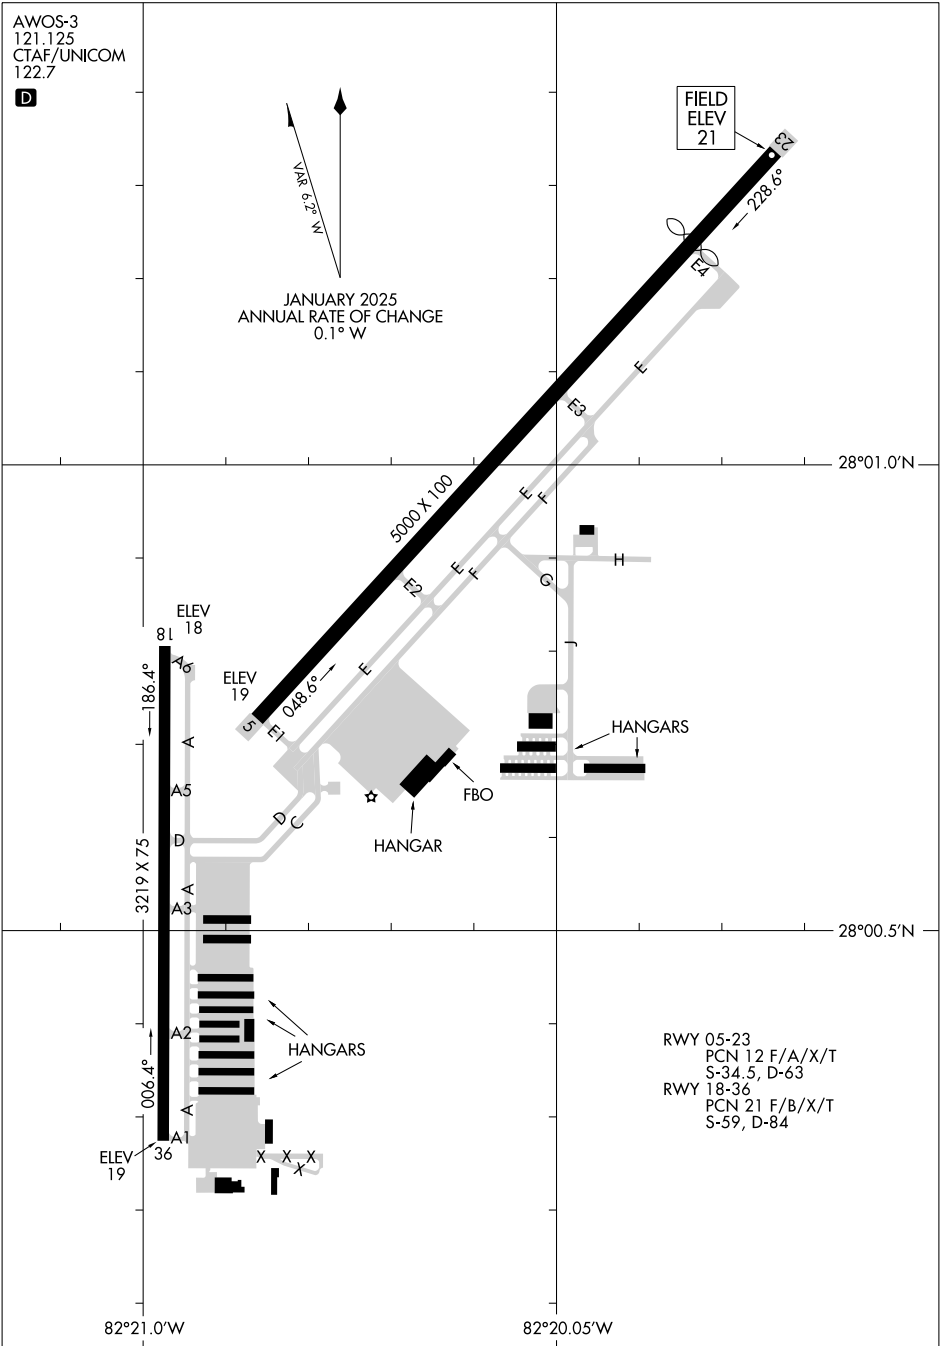 AWOS-3
121.125
CTAF/UNICOM
122.7
D
VAR 6.2° W
JANUARY 2025
ANNUAL RATE OF CHANGE
0.1° W
FIELD
ELEV
21
23
228.6°
E4
E
E3
28°01.0'N
5000 X 100
E
F
H
E
F
G
E2
J
ELEV
18
18
A6
186.4°
E
ELEV
19
048.6°
5
E1
A
HANGARS
A5
FBO
D
C
D
HANGAR
3219 X 75
A
A3
28°00.5'N
A2
HANGARS
006.4°
A
RWY 05-23
PCN 12 F/A/X/T
S-34.5, D-63
RWY 18-36
PCN 21 F/B/X/T
S-59, D-84
A1
36
ELEV
19
X X X
X
82°21.0'W
82°20.05'W